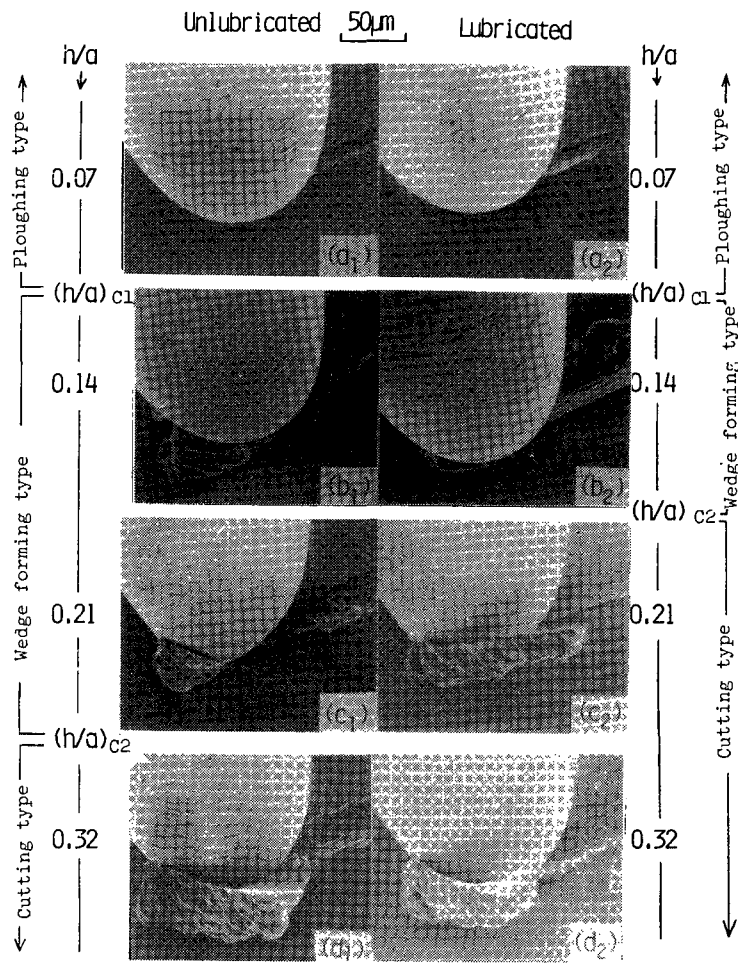 Unlubricated 50µm Lubricated
h/a h/a
Ploughing type
0.07
(a1)
(a2)
0.07
Ploughing type
(h/a)C1
(h/a)C1
Wedge forming type
0.14
(b1)
(b2)
0.14
Wedge forming type
(h/a)C2
0.21
(c1)
(c2)
0.21
(h/a)C2
Cutting type
0.32
(d1)
(d2)
0.32
Cutting type